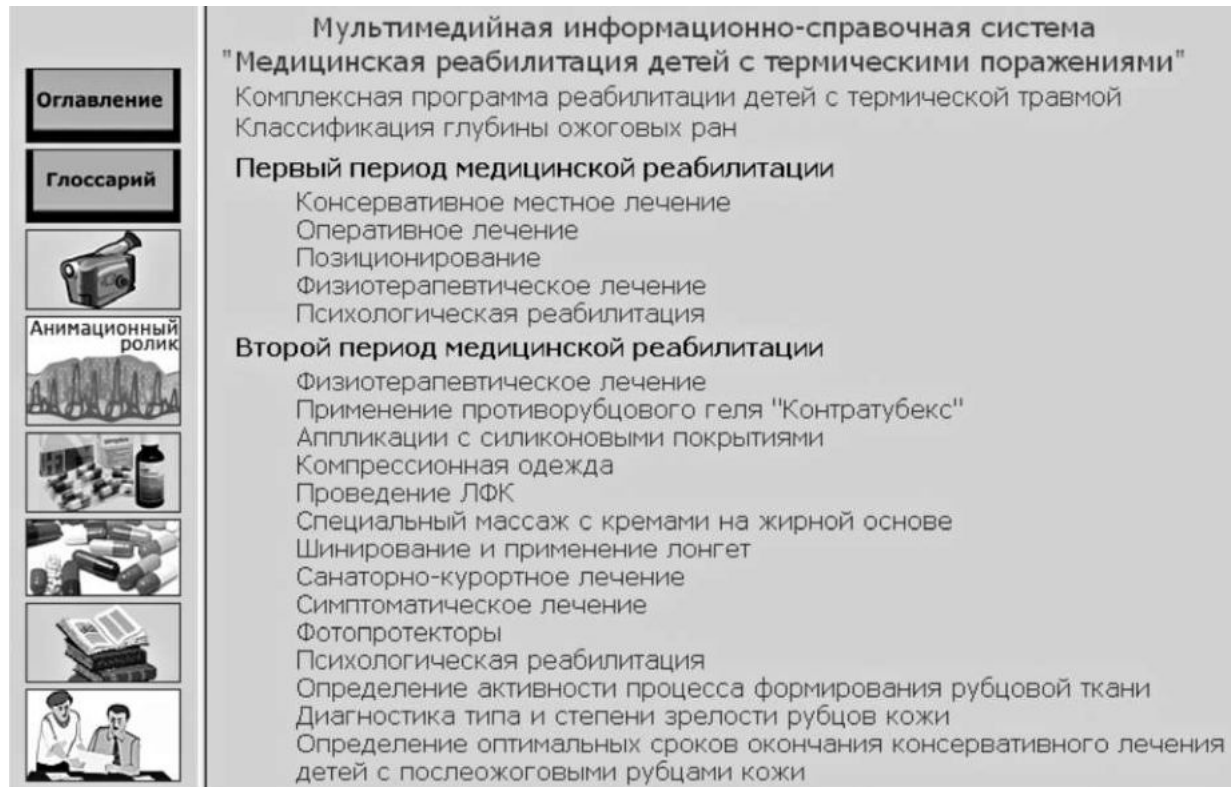 Оглавление
Глоссарий
Анимационный
ролик
Мультимедийная информационно-справочная система
"Медицинская реабилитация детей с термическими поражениями"
Комплексная программа реабилитации детей с термической травмой
Классификация глубины ожоговых ран
Первый период медицинской реабилитации
Консервативное местное лечение
Оперативное лечение
Позиционирование
Физиотерапевтическое лечение
Психологическая реабилитация
Второй период медицинской реабилитации
Физиотерапевтическое лечение
Применение противорубцового геля "Контратубекс"
Аппликации с силиконовыми покрытиями
Компрессионная одежда
Проведение ЛФК
Специальный массаж с кремами на жирной основе
Шинирование и применение лонгет
Санаторно-курортное лечение
Симптоматическое лечение
Фотопротекторы
Психологическая реабилитация
Определение активности процесса формирования рубцовой ткани
Диагностика типа и степени зрелости рубцов кожи
Определение оптимальных сроков окончания консервативного лечения
детей с послеожоговыми рубцами кожи